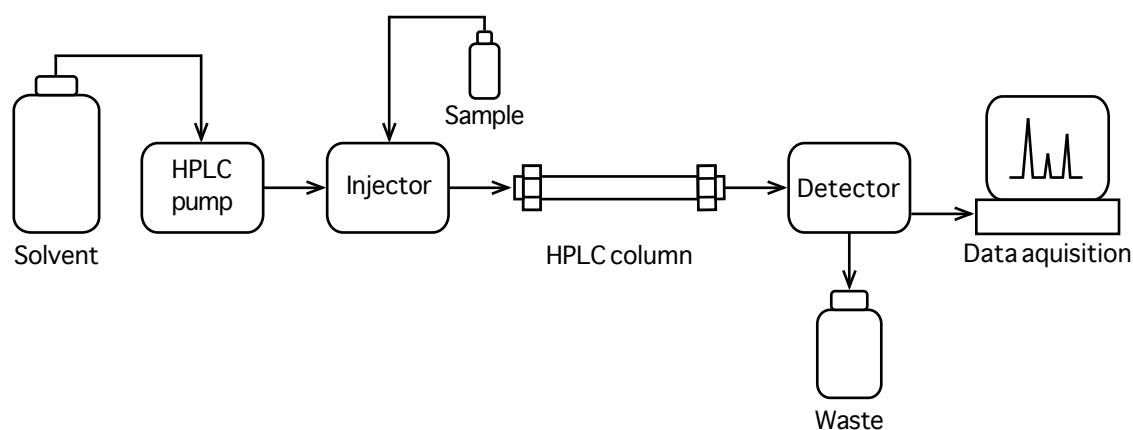 Sample
HPLC
pump
Injector
Detector
Solvent
HPLC column
Data aquisition
Waste